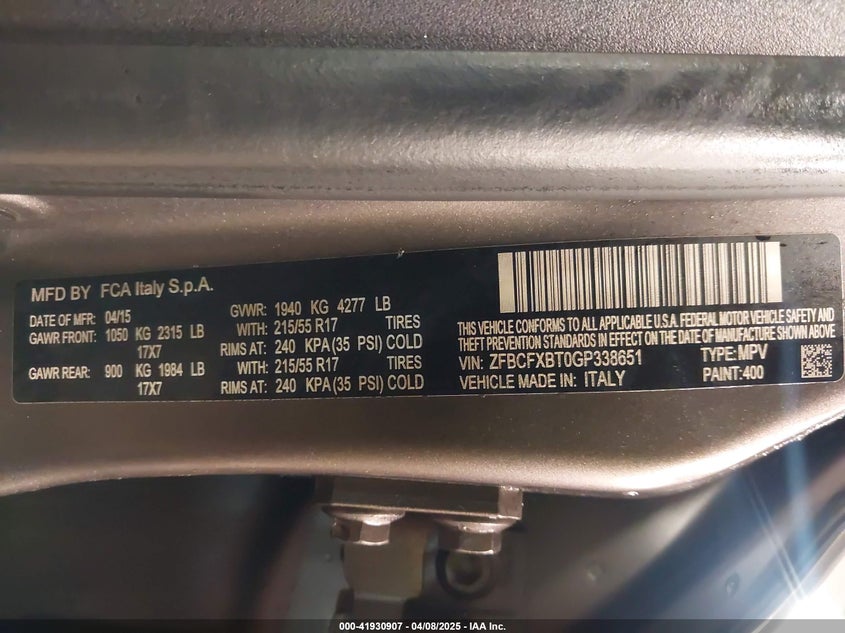 MFD BY FCA Italy S.p.A.
DATE OF MFR: 04/15 GVWR: 1940 KG 4277 LB
GAWR FRONT: 1050 KG 2315 LB WITH: 215/55 R17 TIRES
17X7 RIMS AT: 240 KPA(35 PSI) COLD
GAWR REAR: 900 KG 1984 LB WITH: 215/55 R17 TIRES
17X7 RIMS AT: 240 KPA(35 PSI) COLD
THIS VEHICLE CONFORMS TO ALL APPLICABLE U.S.A. FEDERAL MOTOR VEHICLE SAFETY AND
THEFT PREVENTION STANDARDS IN EFFECT ON THE DATE OF MANUFACTURE SHOWN ABOVE.
VIN: ZFBCFXBT0GP338651 TYPE: MPV
VEHICLE MADE IN: ITALY PAINT: 400
000-41930907 - 04/08/2025 - IAA Inc.